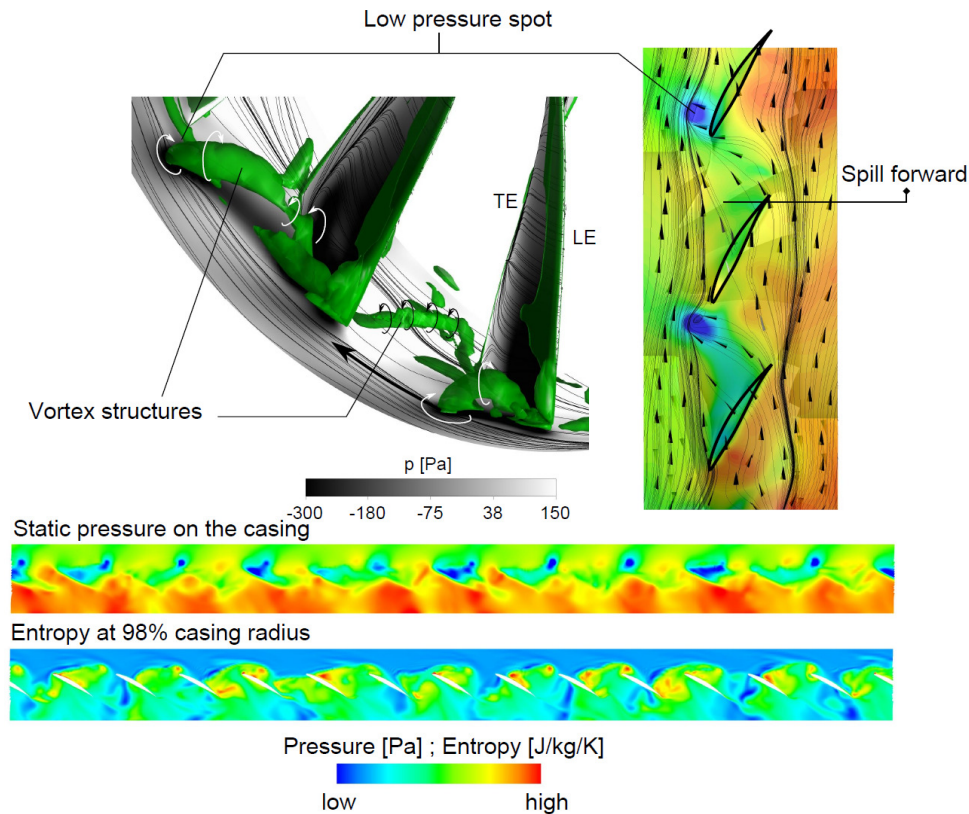 Low pressure spot
Spill forward
TE
LE
Vortex structures
p [Pa]
-300 -180 -75 38 150
Static pressure on the casing
Entropy at 98% casing radius
Pressure [Pa] ; Entropy [J/kg/K]
low high